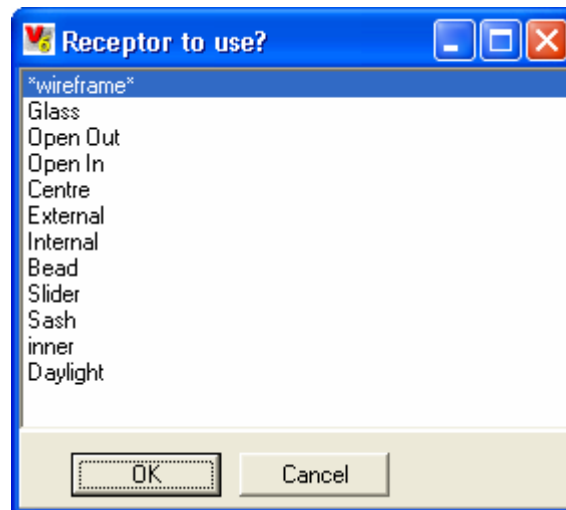 V6 Receptor to use?
*wireframe*
Glass
Open Out
Open In
Centre
External
Internal
Bead
Slider
Sash
inner
Daylight
OK Cancel